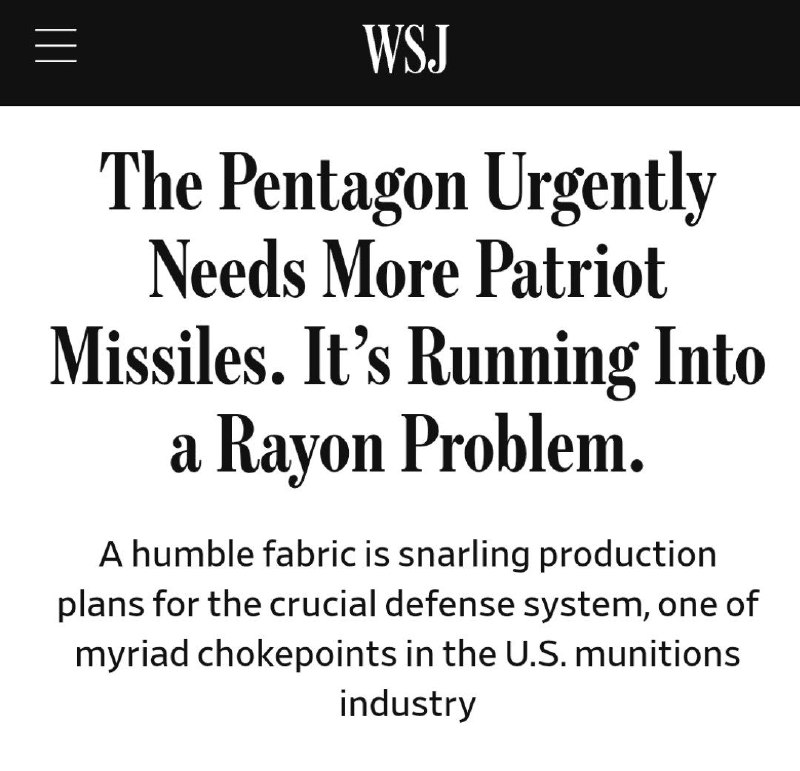 WSJ
The Pentagon Urgently
Needs More Patriot
Missiles. It’s Running Into
a Rayon Problem.
A humble fabric is snarling production
plans for the crucial defense system, one of
myriad chokepoints in the U.S. munitions
industry